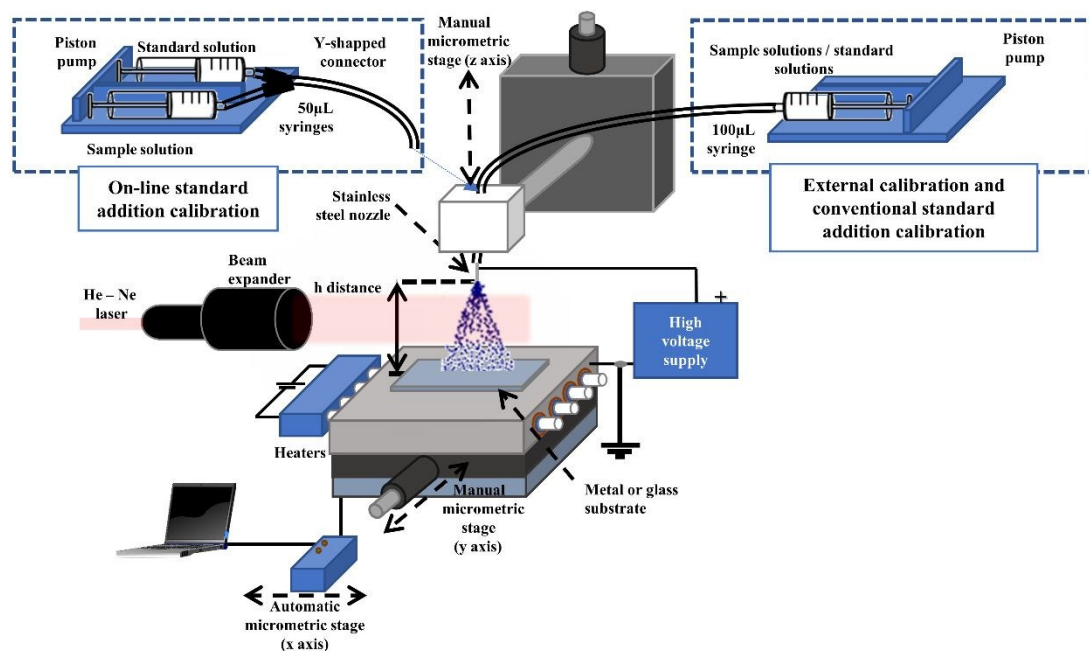 Piston
pump
Standard solution
Y-shapped
connector
50µL
syringes
Sample solution
On-line standard
addition calibration
Manual
micrometric
stage (z axis)
Sample solutions / standard
solutions
Piston
pump
100µL
syringe
External calibration and
conventional standard
addition calibration
Stainless
steel nozzle
Beam
expander
He – Ne
laser
h distance
+
High
voltage
supply
Heaters
Manual
micrometric
stage
(y axis)
Metal or glass
substrate
Automatic
micrometric stage
(x axis)